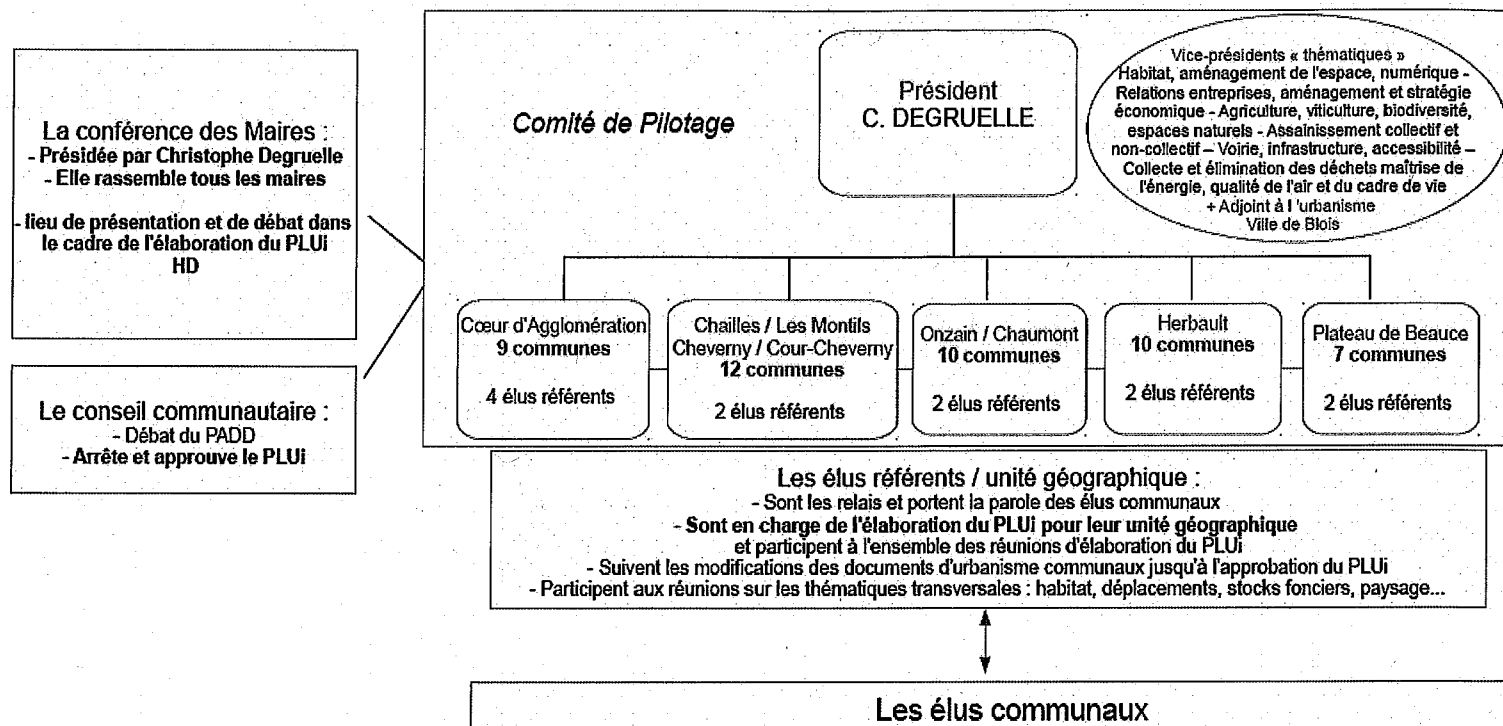 La conférence des Maires :
- Présidée par Christophe Degruelle
- Elle rassemble tous les maires
- lieu de présentation et de débat dans
le cadre de l'élaboration du PLUi
HD
Le conseil communautaire :
- Débat du PADD
- Arrête et approuve le PLUi
Comité de Pilotage
Président
C. DEGRUELLE
Vice-présidents « thématiques »
Habitat, aménagement de l'espace, numérique -
Relations entreprises, aménagement et stratégie
économique - Agriculture, viticulture, biodiversité,
espaces naturels - Assainissement collectif et
non-collectif – Voirie, infrastructure, accessibilité –
Collecte et élimination des déchets maîtrise de
l'énergie, qualité de l'air et du cadre de vie
+ Adjoint à l 'urbanisme
Ville de Blois
Cœur d'Agglomération
9 communes
4 élus référents
Chailles / Les Montils
Cheverny / Cour-Cheverny
12 communes
2 élus référents
Onzain / Chaumont
10 communes
2 élus référents
Herbault
10 communes
2 élus référents
Plateau de Beauce
7 communes
2 élus référents
Les élus référents / unité géographique :
- Sont les relais et portent la parole des élus communaux
- Sont en charge de l'élaboration du PLUi pour leur unité géographique
et participent à l'ensemble des réunions d'élaboration du PLUi
- Suivent les modifications des documents d'urbanisme communaux jusqu'à l'approbation du PLUi
- Participent aux réunions sur les thématiques transversales : habitat, déplacements, stocks fonciers, paysage...
Les élus communaux